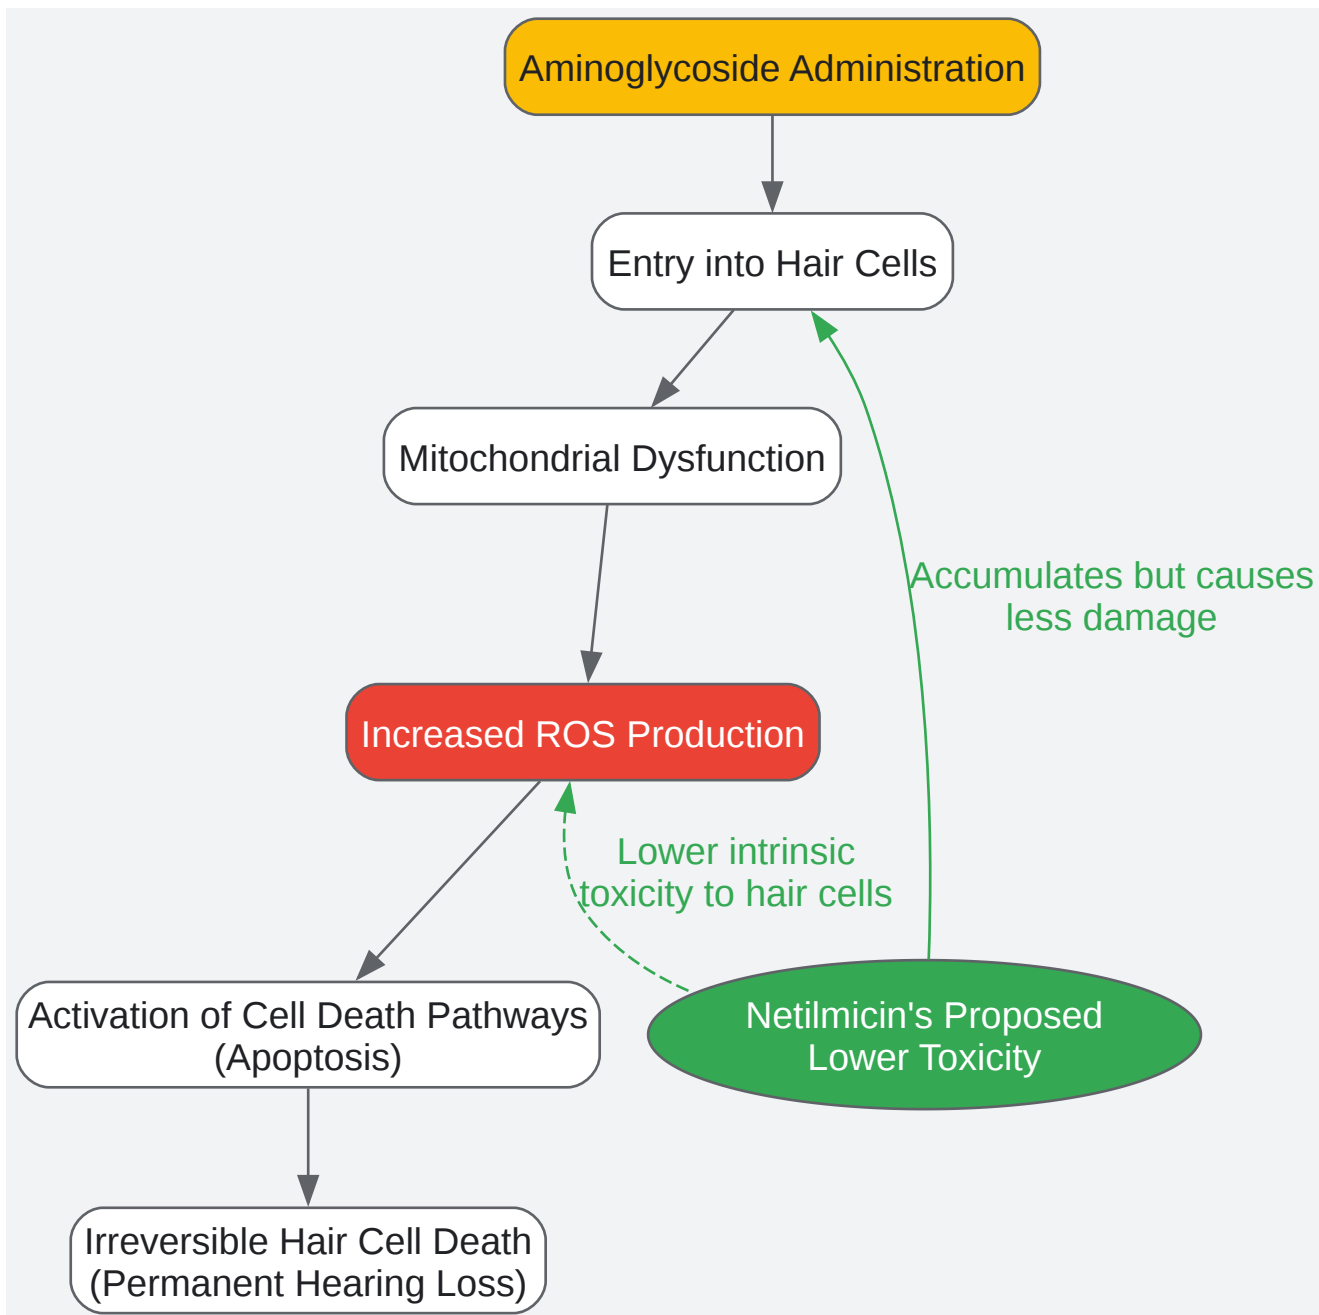 Aminoglycoside Administration
Entry into Hair Cells
Mitochondrial Dysfunction
Accumulates but causes
less damage
Increased ROS Production
Lower intrinsic
toxicity to hair cells
Activation of Cell Death Pathways
(Apoptosis)
Netilmicin's Proposed
Lower Toxicity
Irreversible Hair Cell Death
(Permanent Hearing Loss)